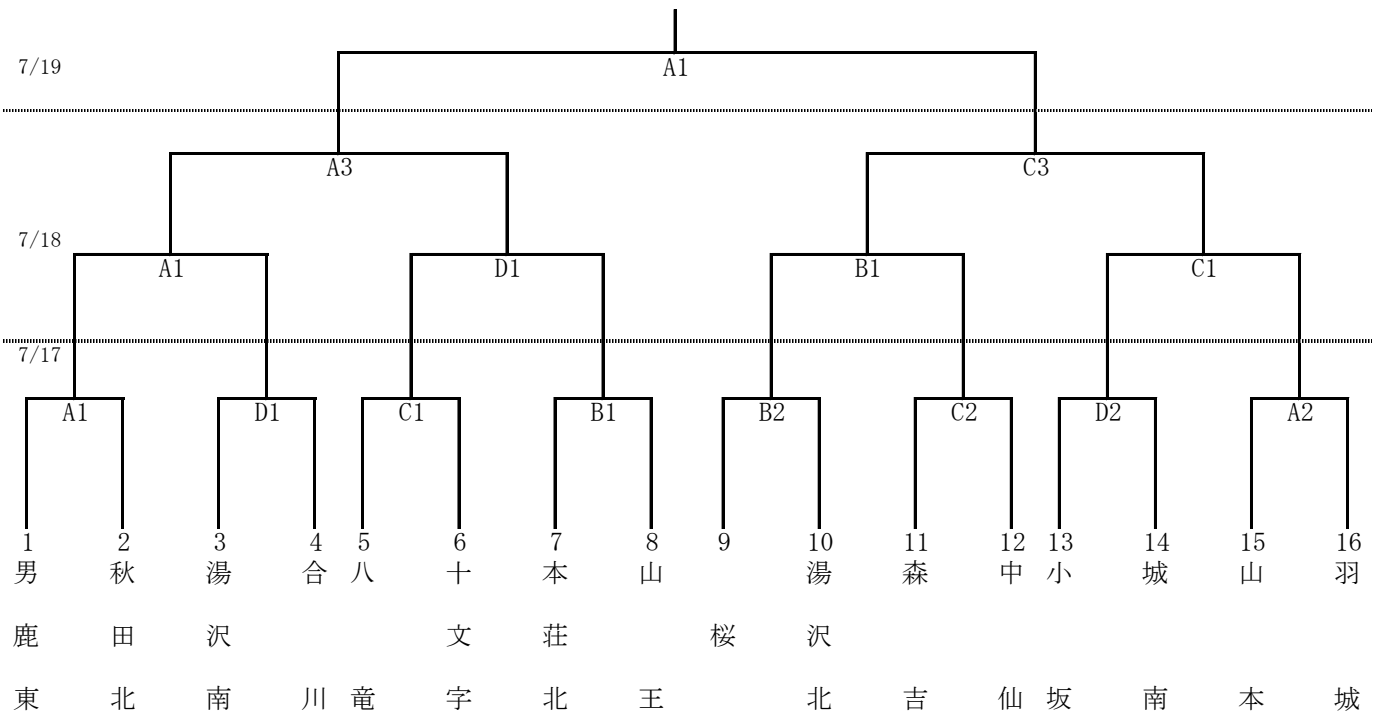 7/19
A1
A3
C3
7/18
A1
D1
B1
C1
7/17
A1
D1
C1
B1
B2
C2
D2
A2
1
2
3
4
5
6
7
8
9
10
11
12
13
14
15
16
男鹿東
秋田北
湯沢南
合川
八竜
十文字
本荘北
山王
桜
湯沢北
森吉
中仙
小坂
城南
山本
羽城